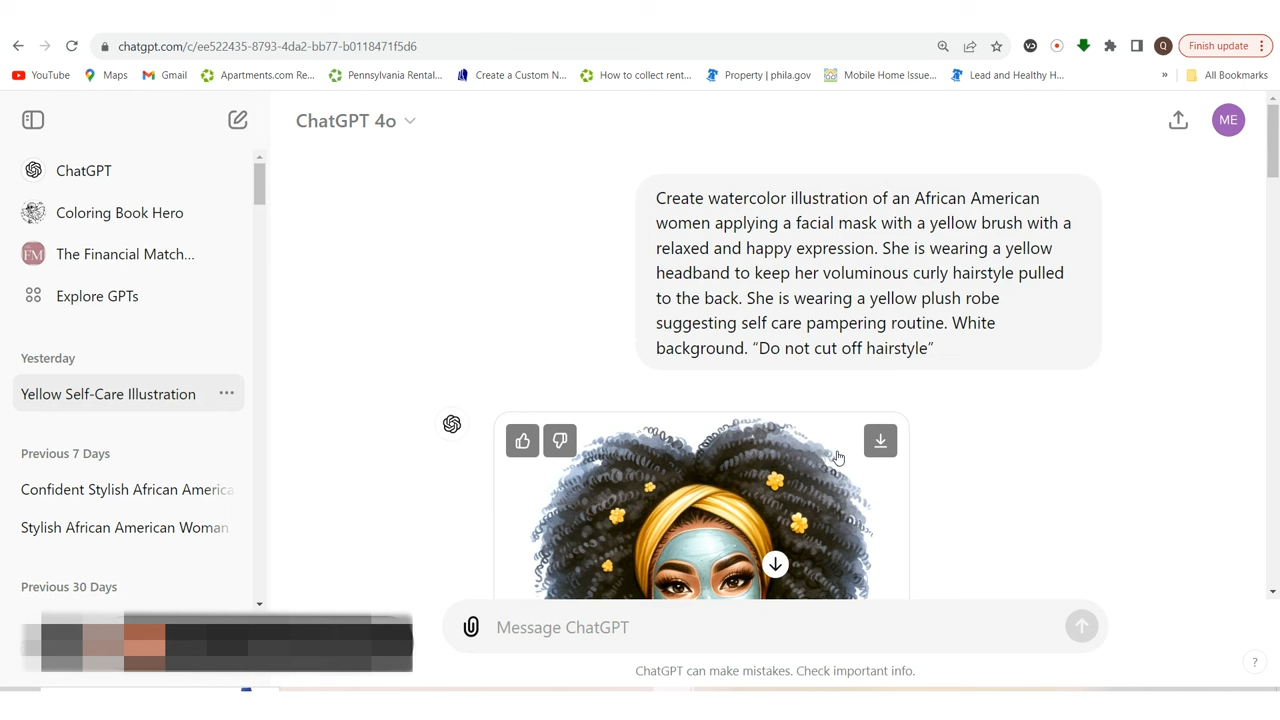 chatgpt.com/c/ee522435-8793-4da2-bb77-b0118471f5d6
Q
Finish update
YouTube
Maps
Gmail
Apartments.com Re...
Pennsylvania Rental...
Create a Custom N...
How to collect rent...
Property | phila.gov
Mobile Home Issue...
Lead and Healthy H...
»
All Bookmarks
ChatGPT 4o
ME
ChatGPT
Coloring Book Hero
FM
The Financial Match...
Explore GPTs
Yesterday
Yellow Self-Care Illustration
Previous 7 Days
Confident Stylish African America
Stylish African American Woman
Previous 30 Days
Create watercolor illustration of an African American
women applying a facial mask with a yellow brush with a
relaxed and happy expression. She is wearing a yellow
headband to keep her voluminous curly hairstyle pulled
to the back. She is wearing a yellow plush robe
suggesting self care pampering routine. White
background. “Do not cut off hairstyle”
Message ChatGPT
ChatGPT can make mistakes. Check important info.
?